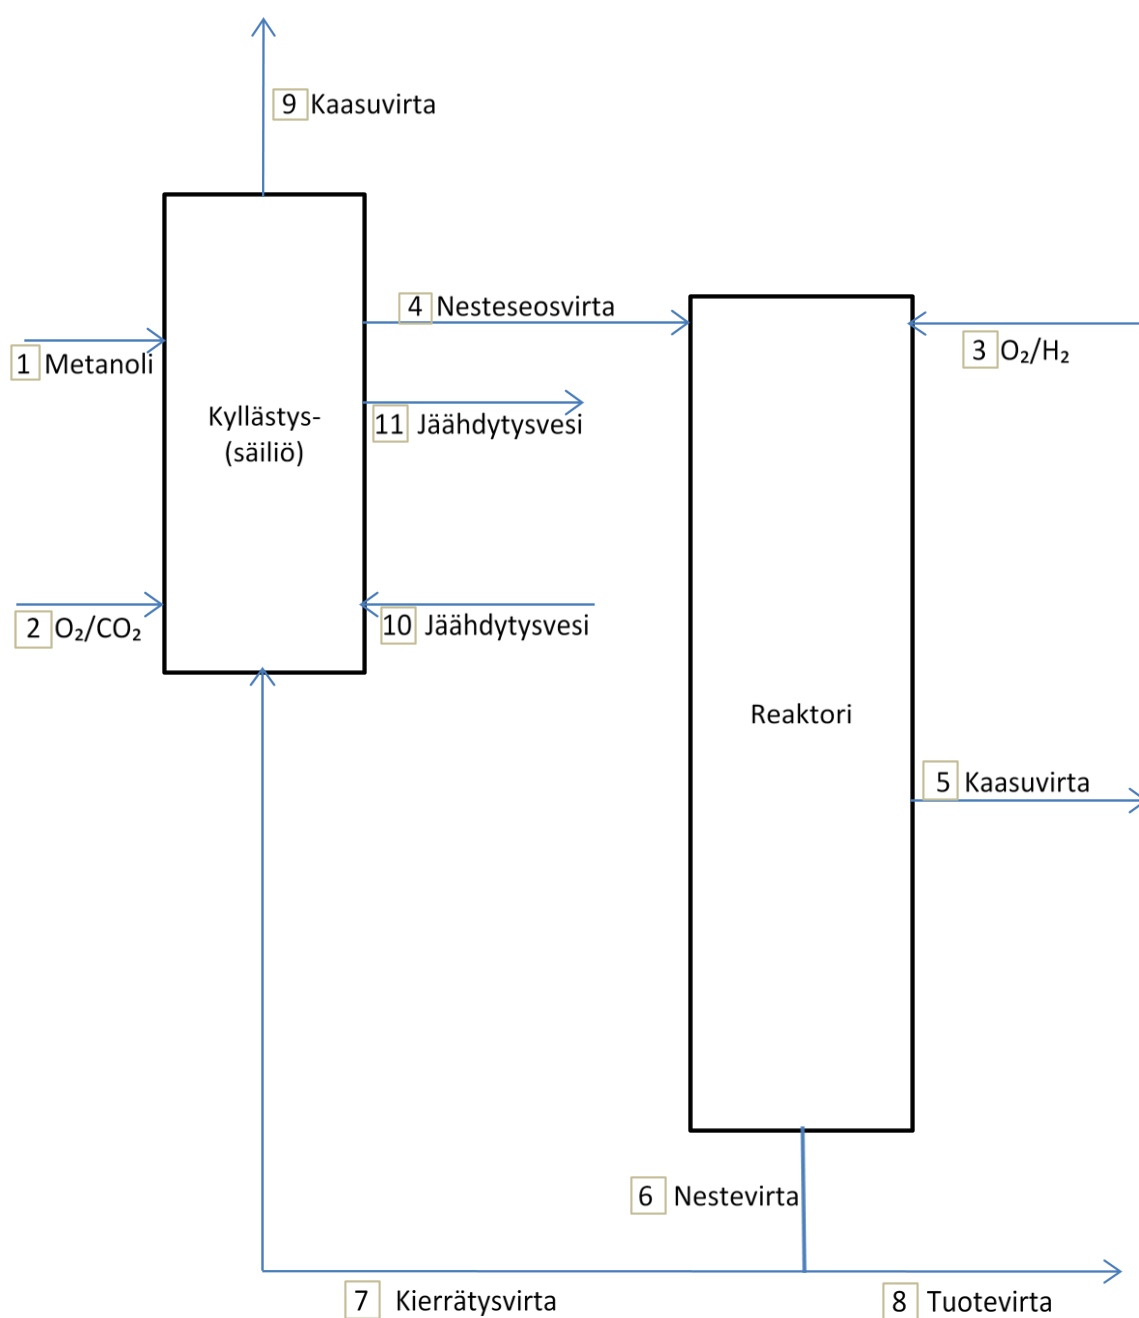 9 Kaasuvirta
4 Nesteseosvirta
1 Metanoli
3 O₂/H₂
Kyllästys-
(säiliö)
11 Jäähdytysvesi
2 O₂/CO₂
10 Jäähdytysvesi
Reaktori
5 Kaasuvirta
6 Nestevirta
7 Kierrätysvirta
8 Tuotevirta